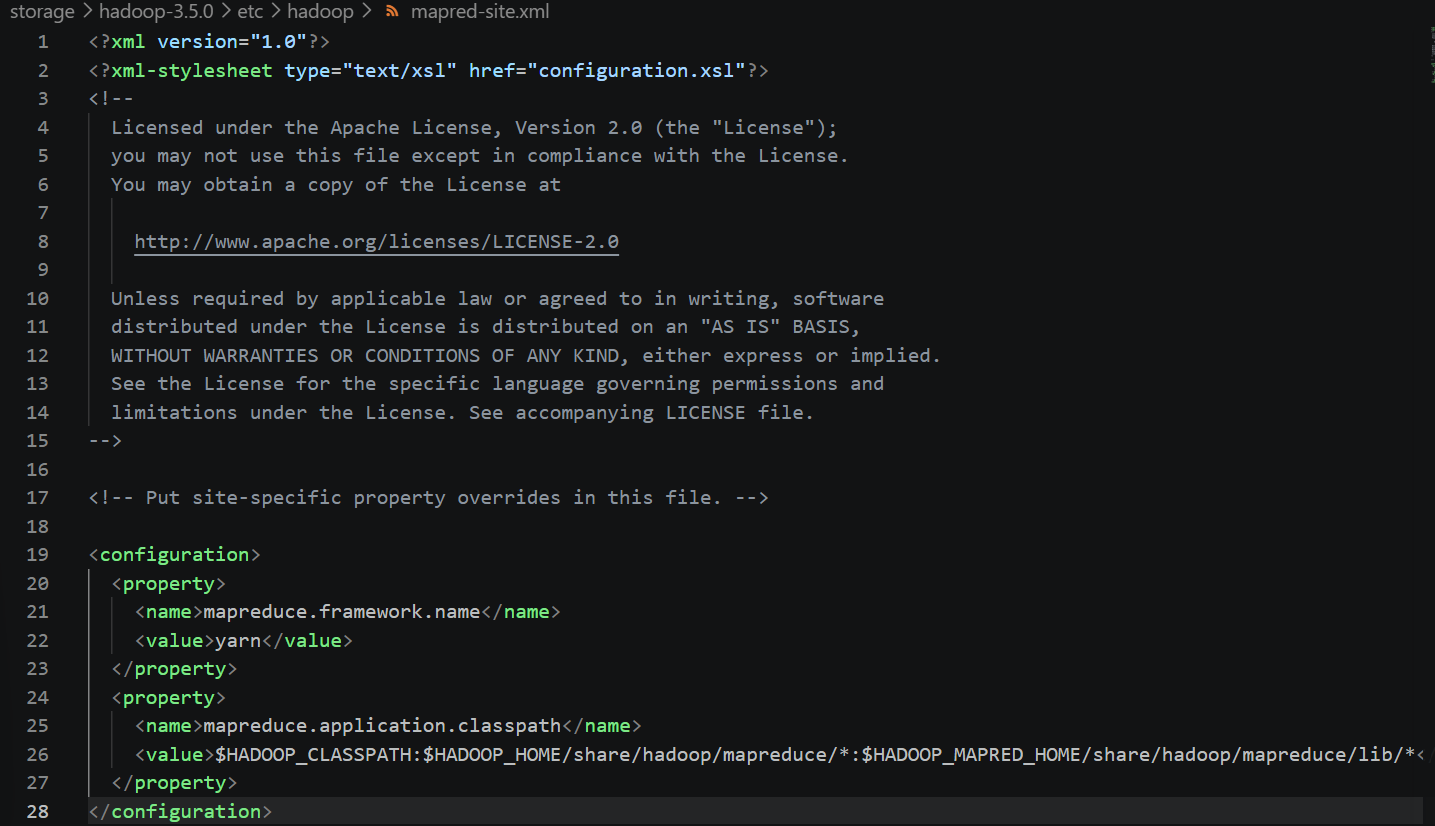 storage > hadoop-3.5.0 > etc > hadoop > mapred-site.xml
1 <?xml version="1.0"?>
2 <?xml-stylesheet type="text/xsl" href="configuration.xsl"?>
3 <!--
4   Licensed under the Apache License, Version 2.0 (the "License");
5   you may not use this file except in compliance with the License.
6   You may obtain a copy of the License at
7
8     http://www.apache.org/licenses/LICENSE-2.0
9
10   Unless required by applicable law or agreed to in writing, software
11   distributed under the License is distributed on an "AS IS" BASIS,
12   WITHOUT WARRANTIES OR CONDITIONS OF ANY KIND, either express or implied.
13   See the License for the specific language governing permissions and
14   limitations under the License. See accompanying LICENSE file.
15 -->
16
17 <!-- Put site-specific property overrides in this file. -->
18
19 <configuration>
20   <property>
21     <name>mapreduce.framework.name</name>
22     <value>yarn</value>
23   </property>
24   <property>
25     <name>mapreduce.application.classpath</name>
26     <value>$HADOOP_CLASSPATH:$HADOOP_HOME/share/hadoop/mapreduce/*:$HADOOP_MAPRED_HOME/share/hadoop/mapreduce/lib/*<
27   </property>
28 </configuration>